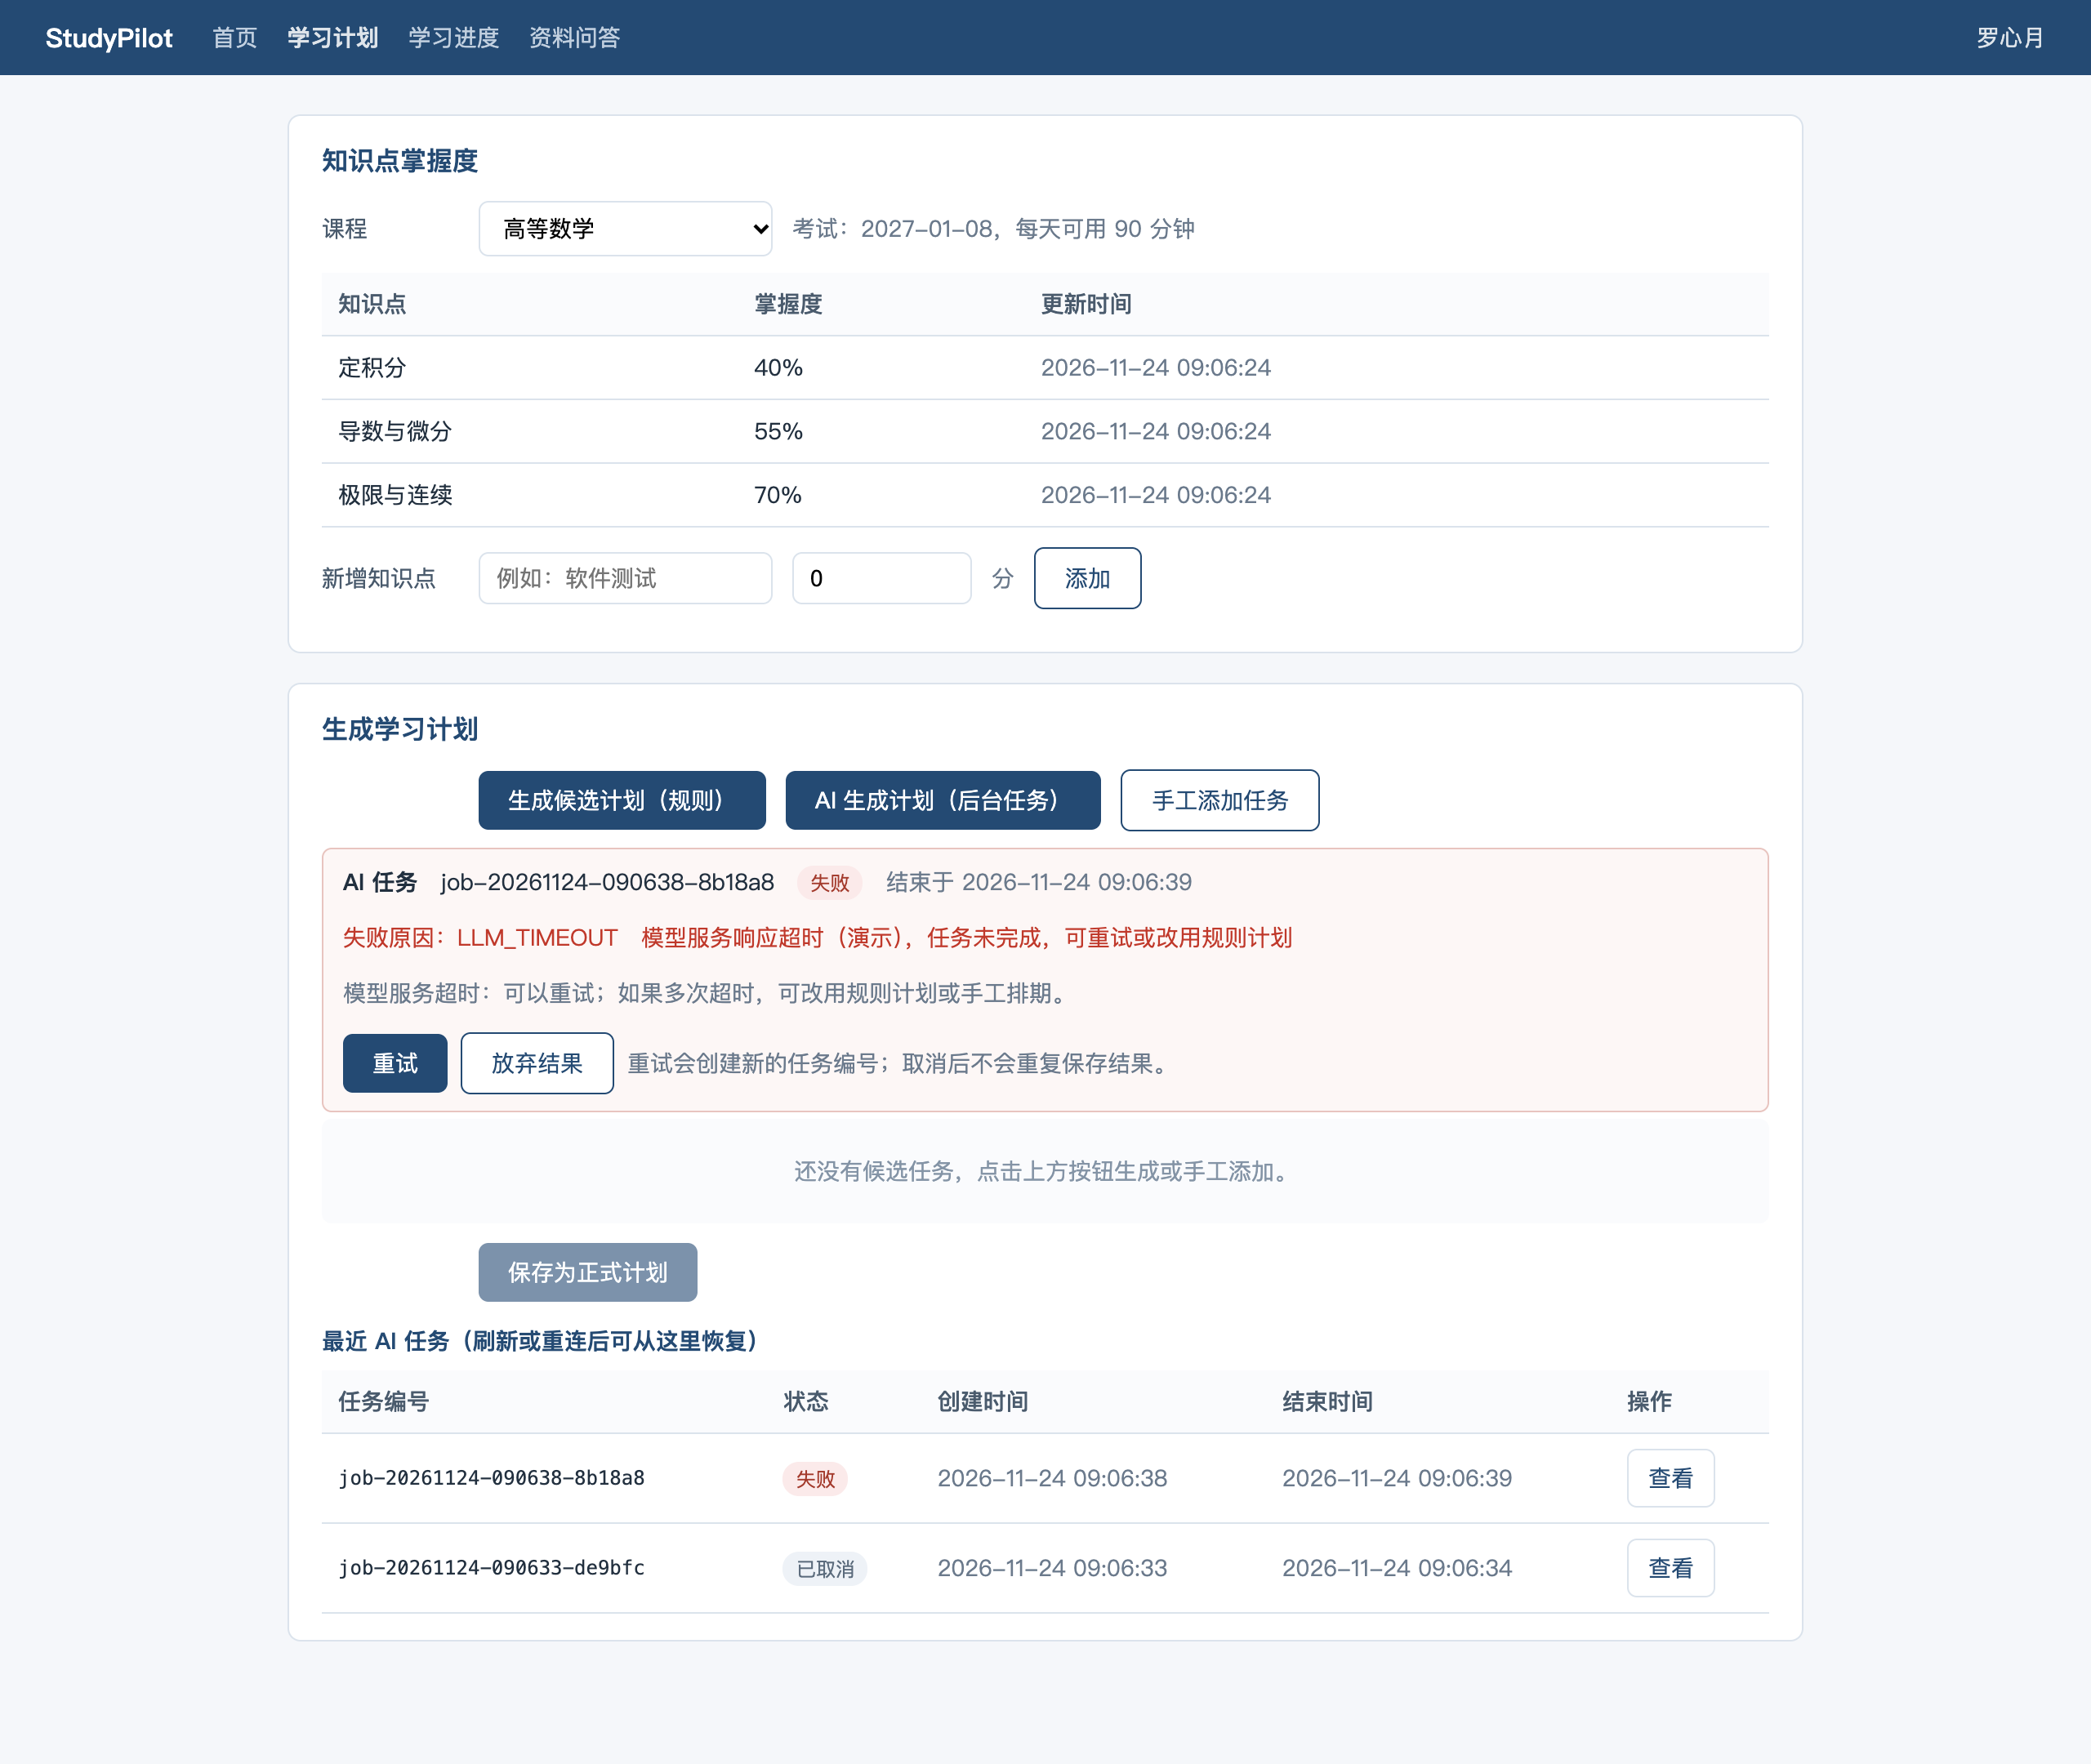 StudyPilot 首页 学习计划 学习进度 资料问答 罗心月
知识点掌握度
课程 高等数学 考试：2027-01-08，每天可用 90 分钟
知识点 掌握度 更新时间
定积分 40% 2026-11-24 09:06:24
导数与微分 55% 2026-11-24 09:06:24
极限与连续 70% 2026-11-24 09:06:24
新增知识点 例如：软件测试 0 分 添加
生成学习计划
生成候选计划（规则） AI 生成计划（后台任务） 手工添加任务
AI 任务 job-20261124-090638-8b18a8 失败 结束于 2026-11-24 09:06:39
失败原因：LLM_TIMEOUT 模型服务响应超时（演示），任务未完成，可重试或改用规则计划
模型服务超时：可以重试；如果多次超时，可改用规则计划或手工排期。
重试 放弃结果 重试会创建新的任务编号；取消后不会重复保存结果。
还没有候选任务，点击上方按钮生成或手工添加。
保存为正式计划
最近 AI 任务（刷新或重连后可从这里恢复）
任务编号 状态 创建时间 结束时间 操作
job-20261124-090638-8b18a8 失败 2026-11-24 09:06:38 2026-11-24 09:06:39 查看
job-20261124-090633-de9bfc 已取消 2026-11-24 09:06:33 2026-11-24 09:06:34 查看